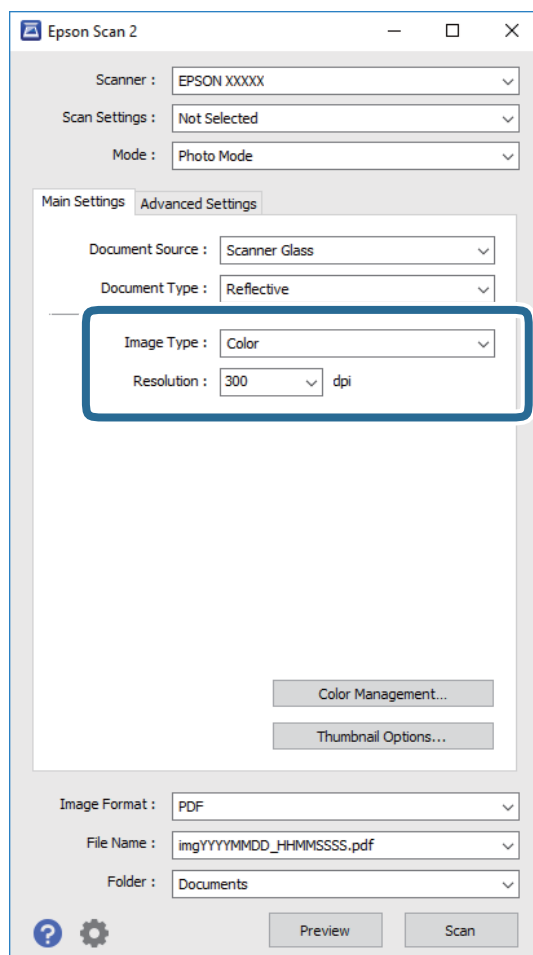 Epson Scan 2
Scanner : EPSON XXXXX
Scan Settings : Not Selected
Mode : Photo Mode
Main Settings Advanced Settings
Document Source : Scanner Glass
Document Type : Reflective
Image Type : Color
Resolution : 300 dpi
Color Management...
Thumbnail Options...
Image Format : PDF
File Name : imgYYYYMMDD_HHMMSSSS.pdf
Folder : Documents
? Preview Scan